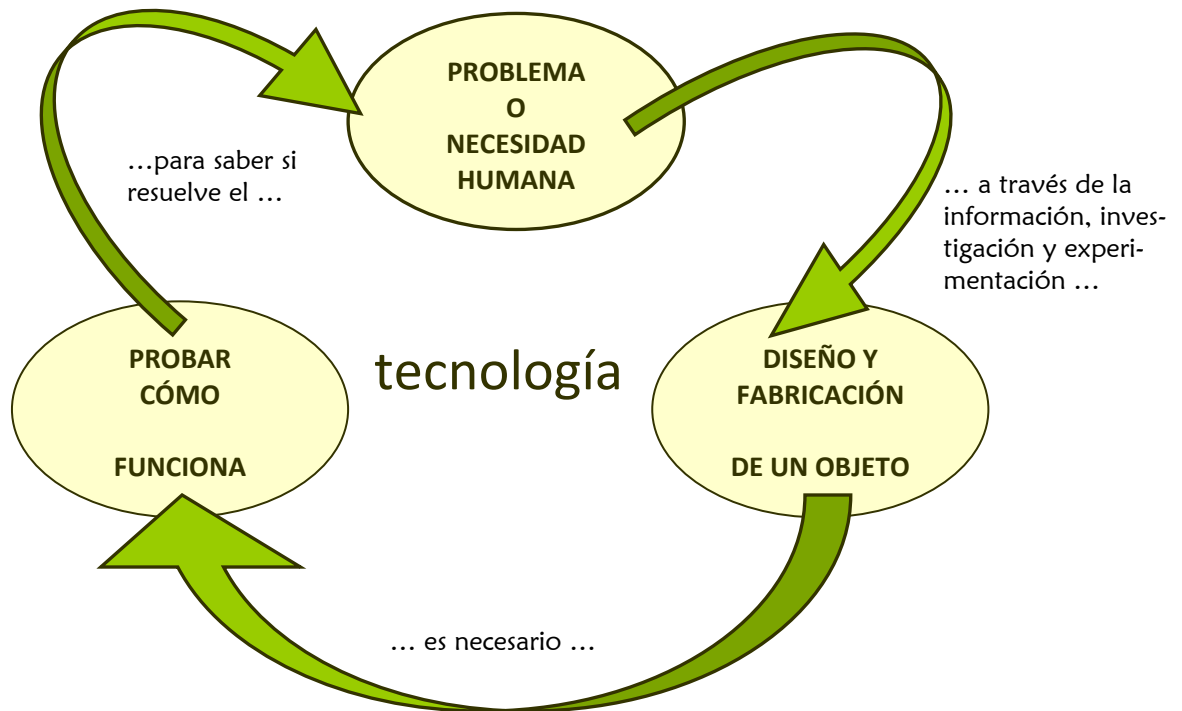 PROBLEMA
O
NECESIDAD
HUMANA
… a través de la
información, inves-
tigación y experi-
mentación …
DISEÑO Y
FABRICACIÓN
DE UN OBJETO
… es necesario …
PROBAR
CÓMO
FUNCIONA
…para saber si
resuelve el …
tecnología